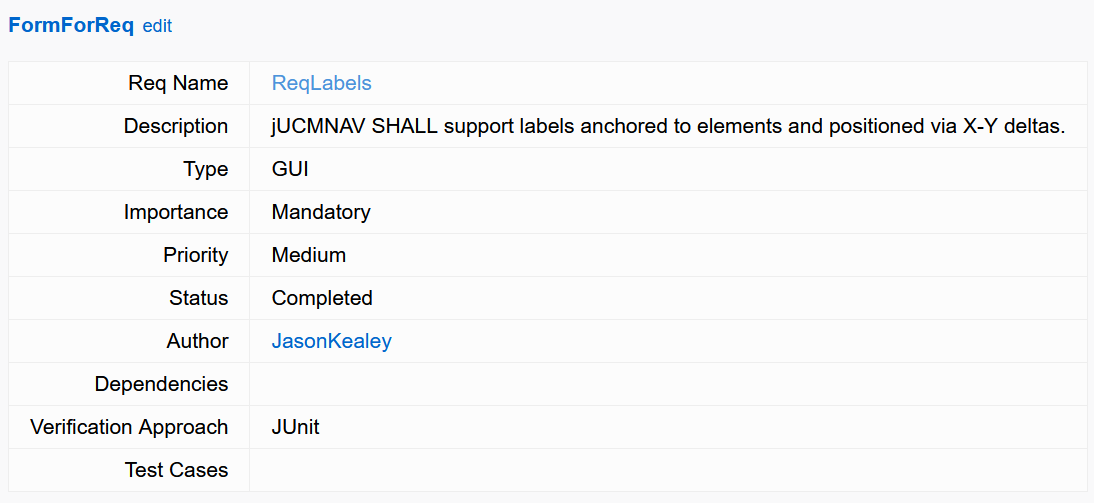 FormForReq edit
Req Name ReqLabels
Description jUCMNAV SHALL support labels anchored to elements and positioned via X-Y deltas.
Type GUI
Importance Mandatory
Priority Medium
Status Completed
Author JasonKealey
Dependencies
Verification Approach JUnit
Test Cases